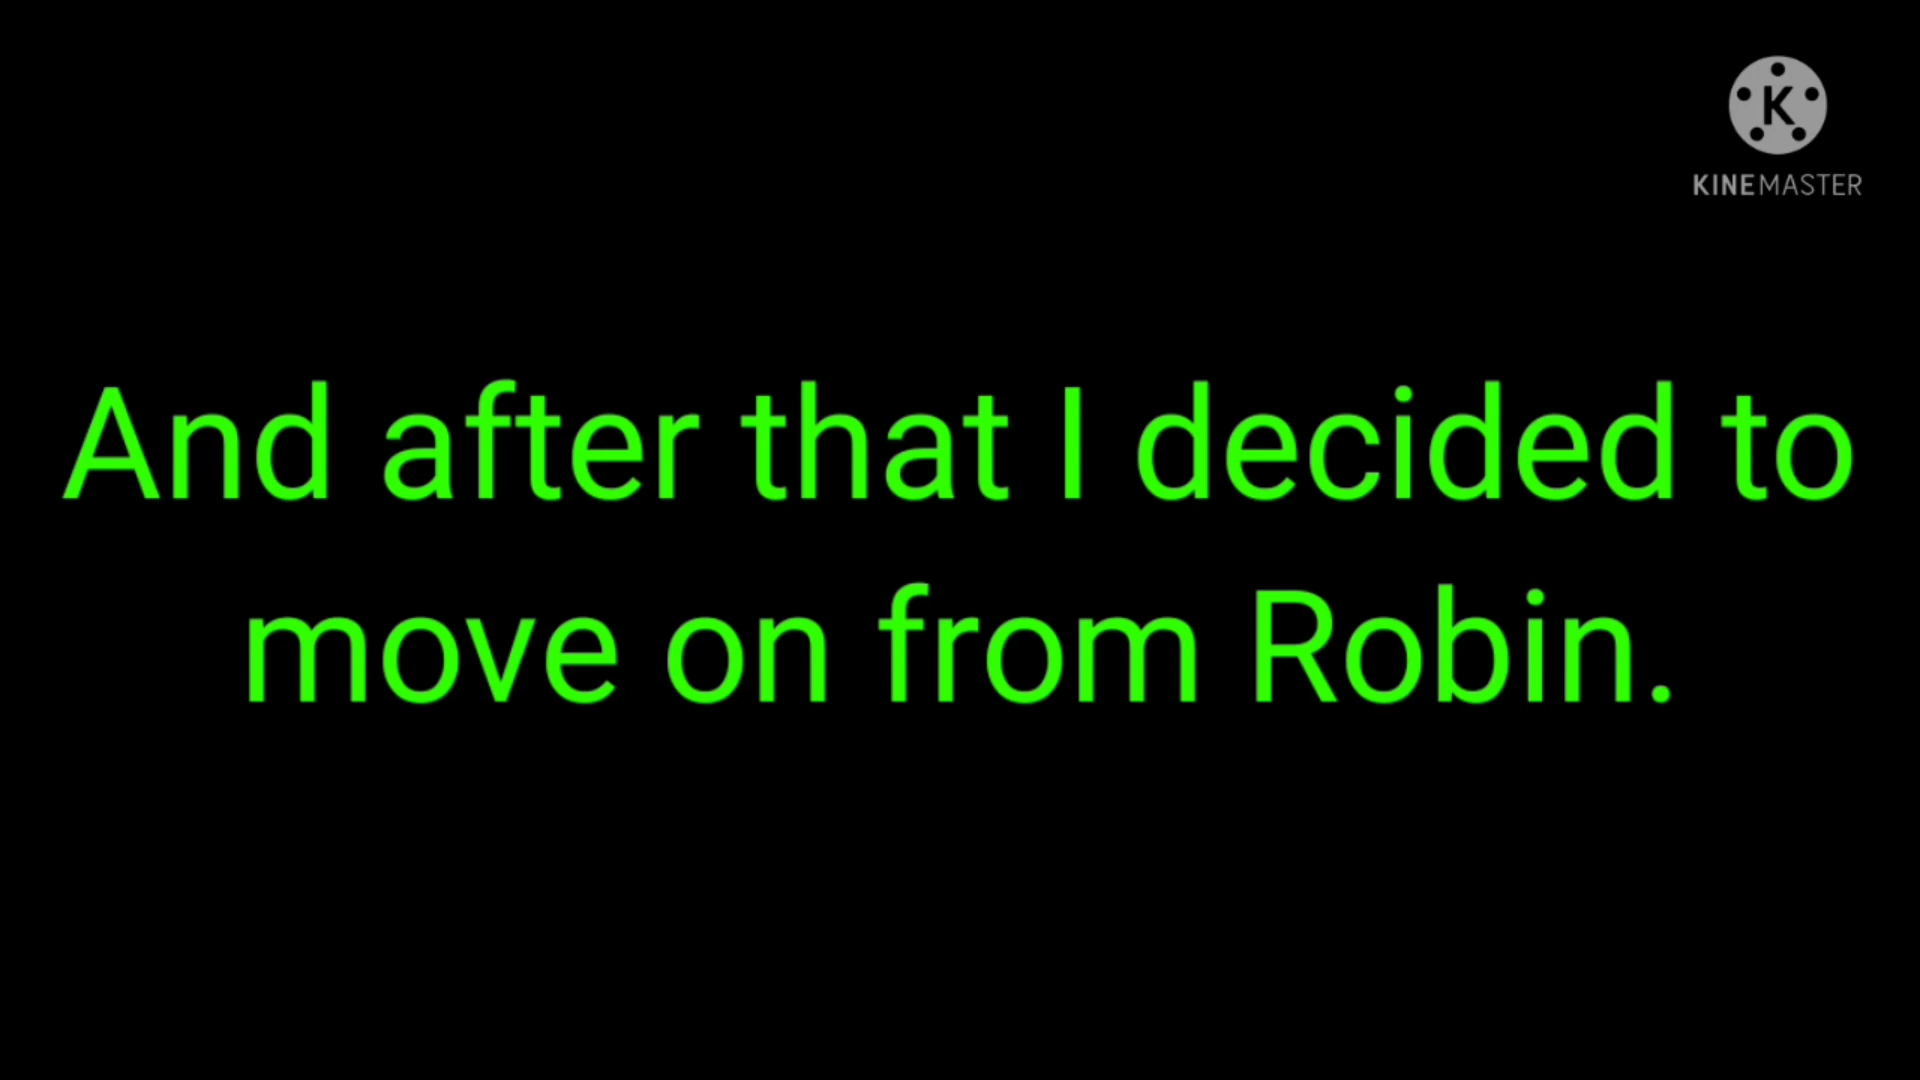 K
KINEMASTER
And after that I decided to
move on from Robin.